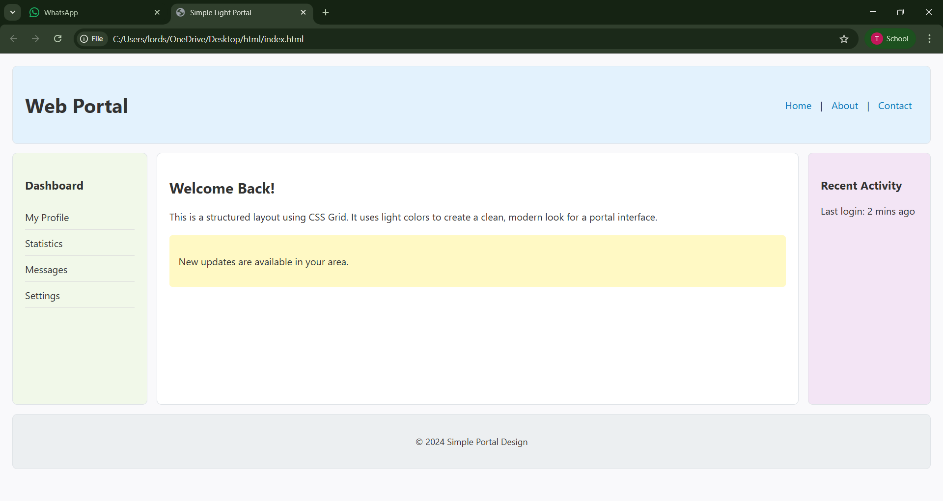 WhatsApp
Simple Light Portal
File
C:/Users/lords/OneDrive/Desktop/html/index.html
T
School
Web Portal
Home | About | Contact
Dashboard
My Profile
Statistics
Messages
Settings
Welcome Back!
This is a structured layout using CSS Grid. It uses light colors to create a clean, modern look for a portal interface.
New updates are available in your area.
Recent Activity
Last login: 2 mins ago
© 2024 Simple Portal Design